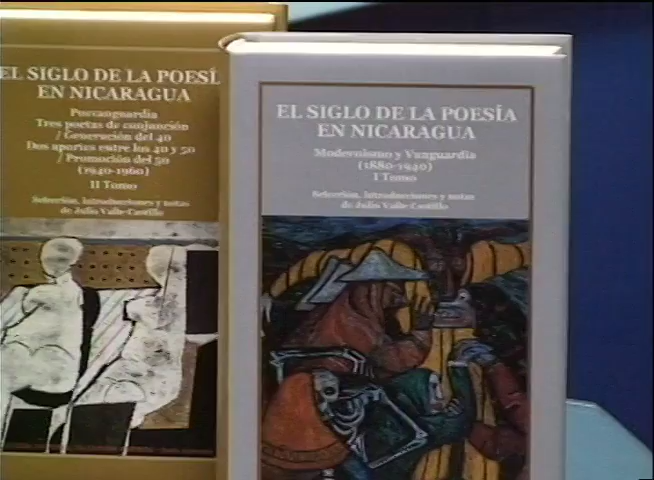 EL SIGLO DE LA POESÍ
EN NICARAGUA
Posvanguardia
Tres poetas de conjunción
/ Generación del 40
Dos aportes entre los 40 y 50
/ Promoción del 50
(1940-1960)
II Tomo
Selección, introducciones y notas
de Julio Valle-Castillo
EL SIGLO DE LA POESÍA
EN NICARAGUA
Modernismo y Vanguardia
(1880-1940)
I Tomo
Selección, introducciones y notas
de Julio Valle-Castillo